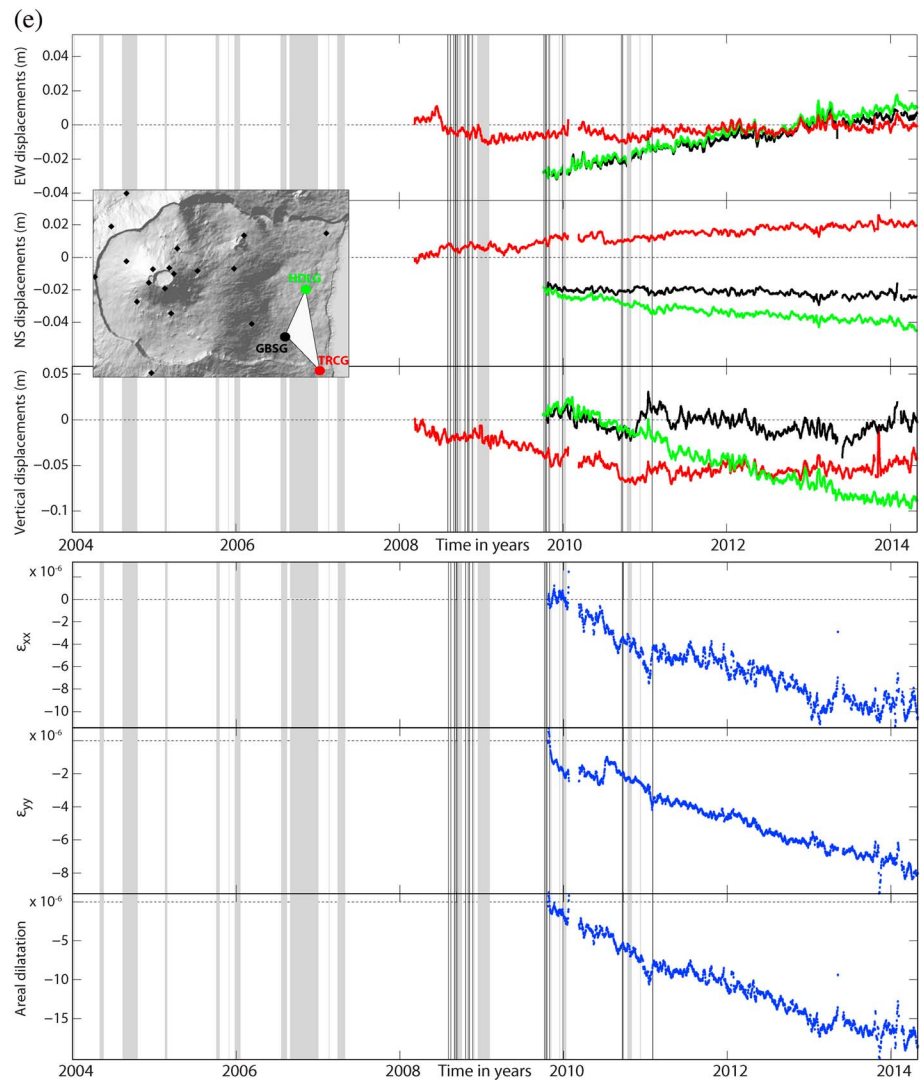 (e)
EW displacements (m)
0.04
0.02
0
−0.02
−0.04
NS displacements (m)
0.02
0
−0.02
−0.04
HDLG
GBSG
TRCG
Vertical displacements (m)
0.05
0
−0.05
−0.1
2004 2006 2008 Time in years 2010 2012 2014
x 10⁻⁶
εxx
0
−2
−4
−6
−8
−10
x 10⁻⁶
εyy
−2
−4
−6
−8
x 10⁻⁶
Areal dilatation
−5
−10
−15
2004 2006 2008 Time in years 2010 2012 2014